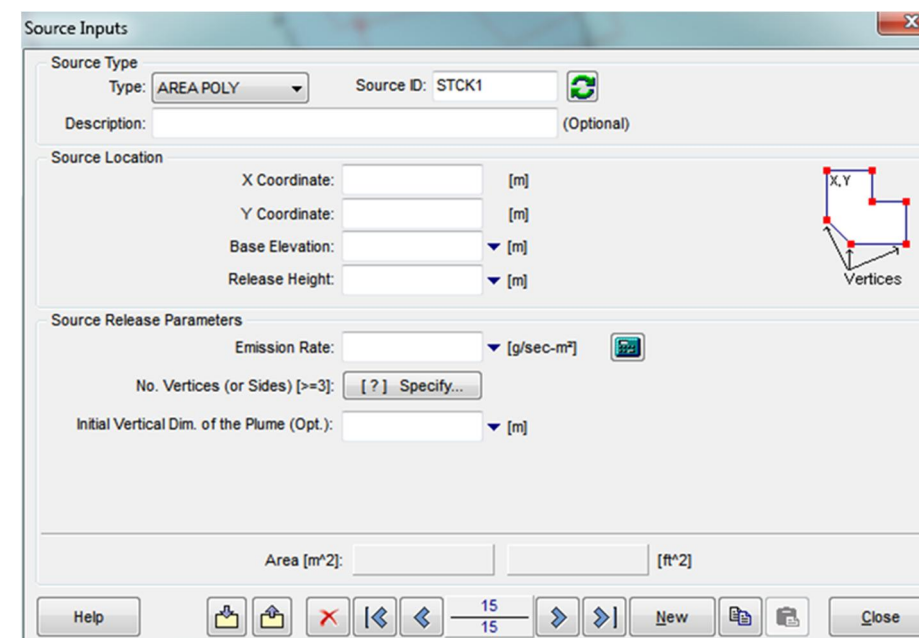 Source Inputs
Source Type
Type: AREA POLY Source ID: STCK1
Description: (Optional)
Source Location
X Coordinate: [m]
X,Y
Y Coordinate: [m]
Base Elevation: [m]
Release Height: [m]
Vertices
Source Release Parameters
Emission Rate: [g/sec-m²]
No. Vertices (or Sides) [>=3]: [?] Specify...
Initial Vertical Dim. of the Plume (Opt.): [m]
Area [m^2]: [ft^2]
Help 15 New Close
15